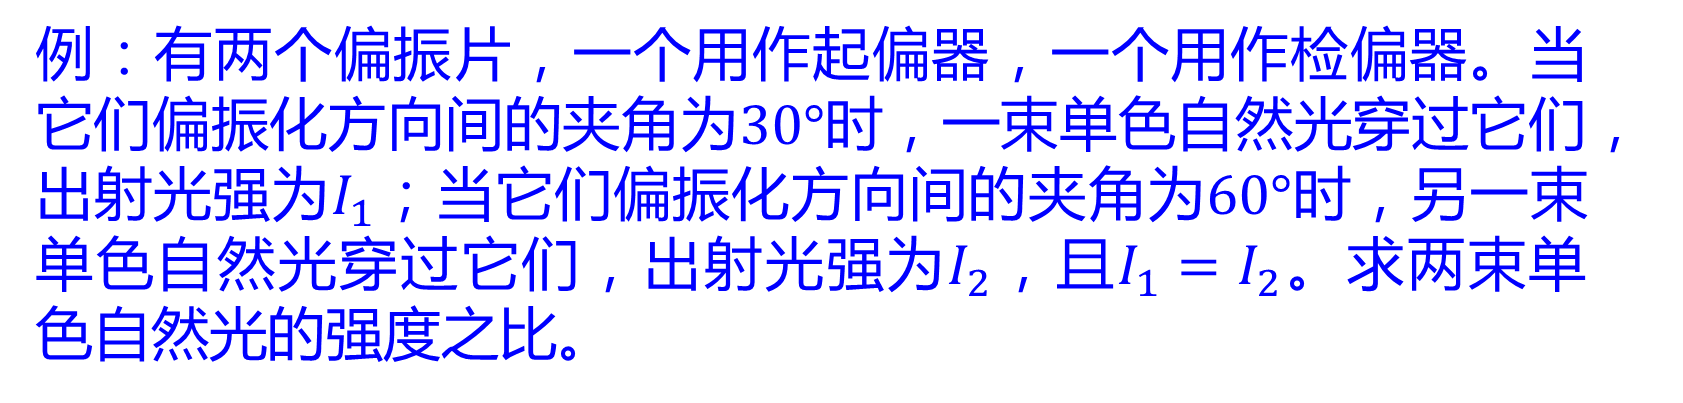 例：有两个偏振片，一个用作起偏器，一个用作检偏器。当
它们偏振化方向间的夹角为30°时，一束单色自然光穿过它们，
出射光强为I₁；当它们偏振化方向间的夹角为60°时，另一束
单色自然光穿过它们，出射光强为I₂，且I₁ = I₂。求两束单
色自然光的强度之比。